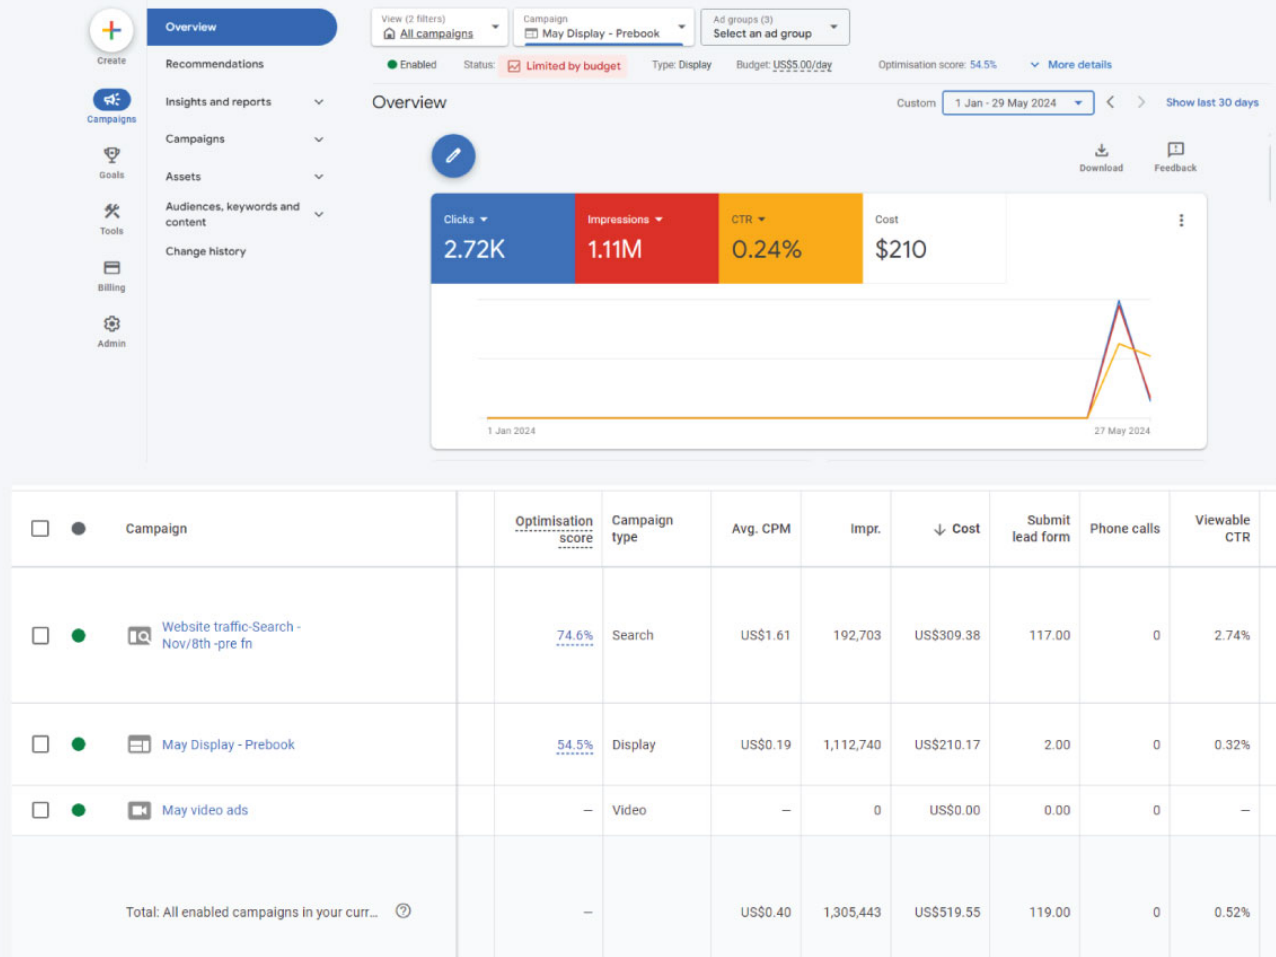 Create
Campaigns
Goals
Tools
Billing
Admin
Overview
Recommendations
Insights and reports
Campaigns
Assets
Audiences, keywords and
content
Change history
View (2 filters)
All campaigns
Campaign
May Display - Prebook
Ad groups (3)
Select an ad group
Enabled Status: Limited by budget Type: Display Budget: US$5.00/day Optimisation score: 54.5% More details
Overview
Custom 1 Jan - 29 May 2024 Show last 30 days
Download Feedback
Clicks Impressions CTR Cost
2.72K 1.11M 0.24% $210
1 Jan 2024 27 May 2024
Campaign Optimisation score Campaign type Avg. CPM Impr. Cost Submit lead form Phone calls Viewable CTR
Website traffic-Search -
Nov/8th -pre fn
74.6% Search US$1.61 192,703 US$309.38 117.00 0 2.74%
May Display - Prebook 54.5% Display US$0.19 1,112,740 US$210.17 2.00 0 0.32%
May video ads – Video – 0 US$0.00 0.00 0 –
Total: All enabled campaigns in your curr... – US$0.40 1,305,443 US$519.55 119.00 0 0.52%